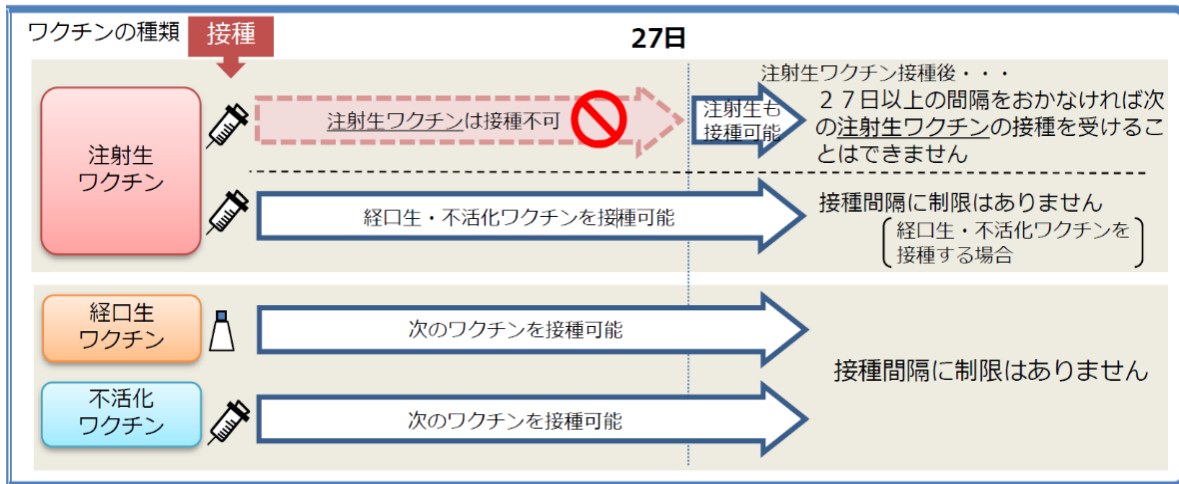 ワクチンの種類
接種
27日
注射生
ワクチン
注射生ワクチンは接種不可
注射生も
接種可能
注射生ワクチン接種後・・・
２７日以上の間隔をおかなければ次
の注射生ワクチンの接種を受けるこ
とはできません
経口生・不活化ワクチンを接種可能
接種間隔に制限はありません
経口生・不活化ワクチンを
接種する場合
経口生
ワクチン
次のワクチンを接種可能
接種間隔に制限はありません
不活化
ワクチン
次のワクチンを接種可能